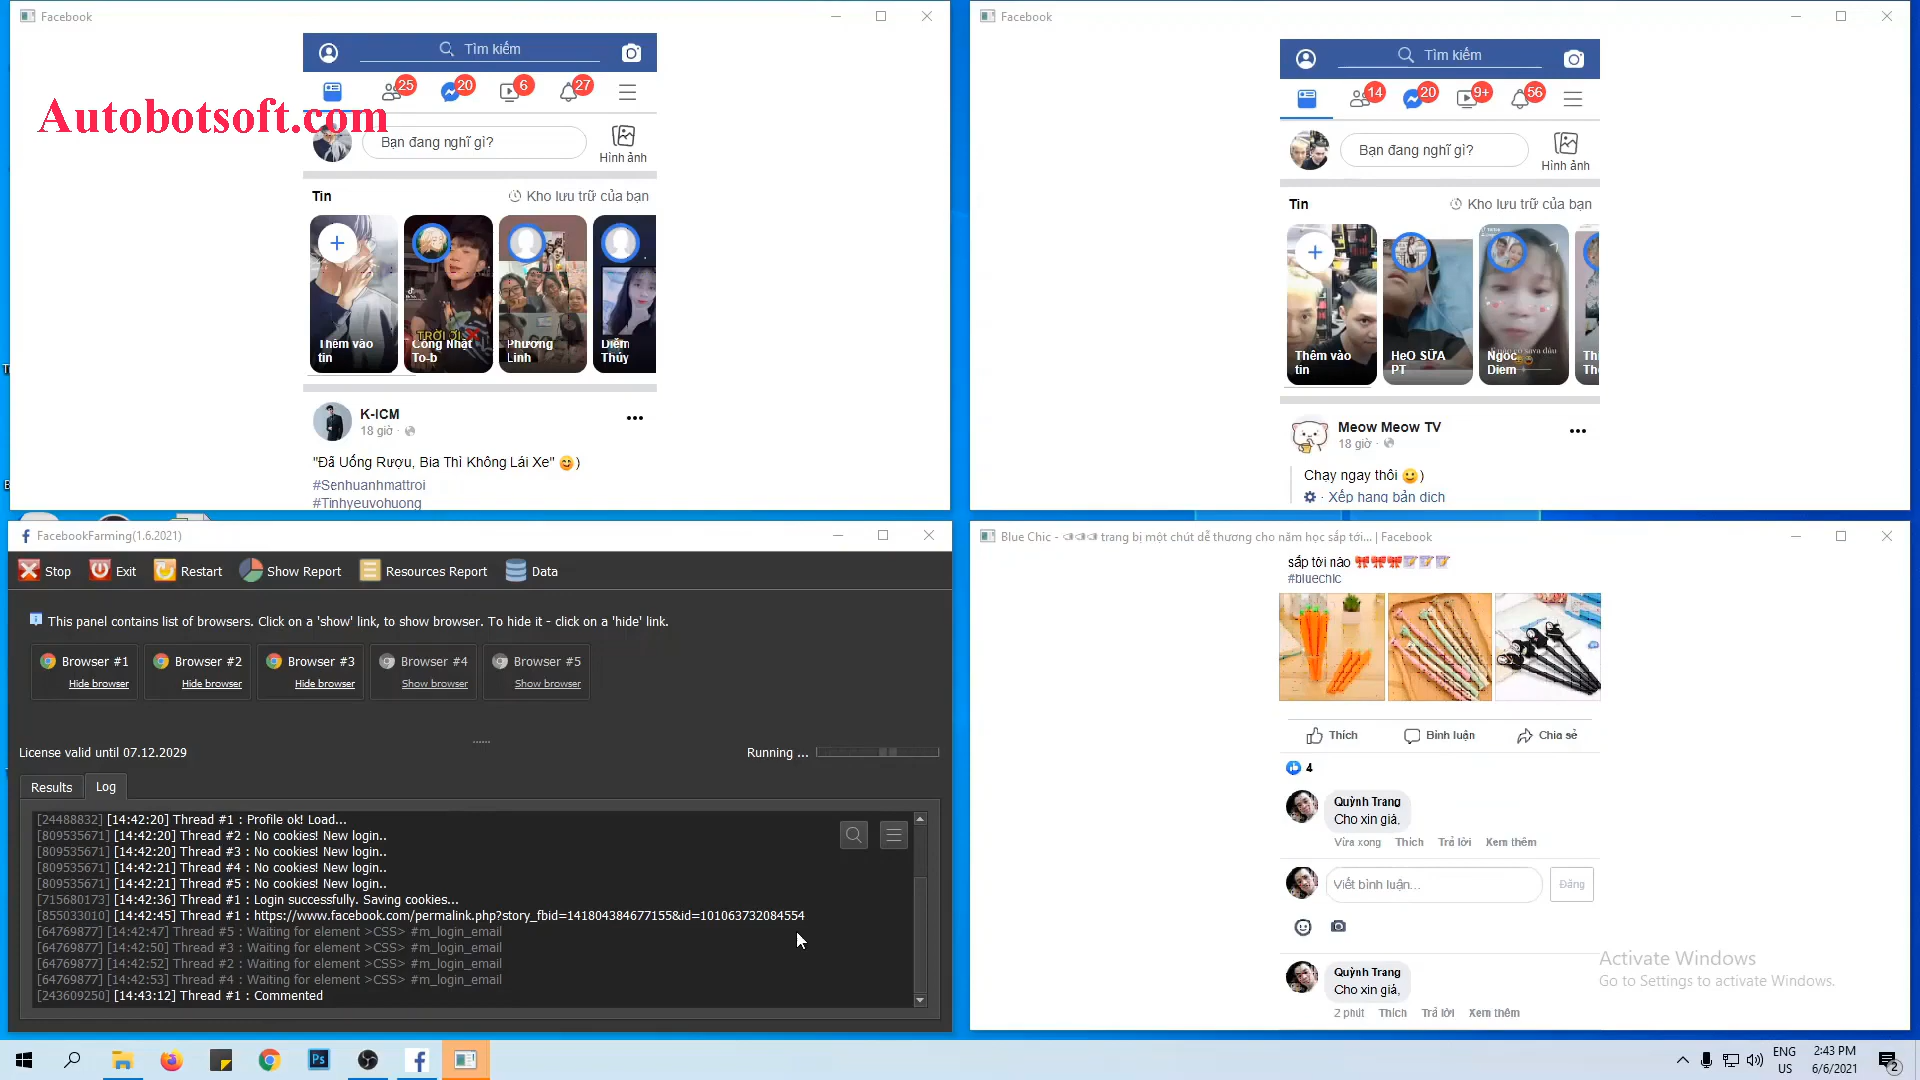 Facebook
Tìm kiếm
25
20
6
27
Autobotsoft.com
Bạn đang nghĩ gì?
Hình ảnh
Tin
Kho lưu trữ của bạn
TRỜI ƠI
Thêm vào
tin
Công Nhật
To-b
Phương
Linh
Diễm
Thúy
K-ICM
18 giờ ·
"Đã Uống Rượu, Bia Thì Không Lái Xe" 😊)
#Senhuanhmattroi
#Tinhyeuvohuong
Facebook
Tìm kiếm
14
20
9+
56
Bạn đang nghĩ gì?
Hình ảnh
Tin
Kho lưu trữ của bạn
Thêm vào
tin
HeO SỮA
PT
Ngọc
Diem
Th
Meow Meow TV
18 giờ ·
Chạy ngay thôi 🙂)
· Xếp hạng bản dịch
FacebookFarming(1.6.2021)
Stop
Exit
Restart
Show Report
Resources Report
Data
This panel contains list of browsers. Click on a 'show' link, to show browser. To hide it - click on a 'hide' link.
Browser #1
Hide browser
Browser #2
Hide browser
Browser #3
Hide browser
Browser #4
Show browser
Browser #5
Show browser
License valid until 07.12.2029
Running ...
Results
Log
[24488832] [14:42:20] Thread #1 : Profile ok! Load...
[809535671] [14:42:20] Thread #2 : No cookies! New login..
[809535671] [14:42:20] Thread #3 : No cookies! New login..
[809535671] [14:42:21] Thread #4 : No cookies! New login..
[809535671] [14:42:21] Thread #5 : No cookies! New login..
[715680173] [14:42:36] Thread #1 : Login successfully. Saving cookies...
[855033010] [14:42:45] Thread #1 : https://www.facebook.com/permalink.php?story_fbid=141804384677155&id=101063732084554
[64769877] [14:42:47] Thread #5 : Waiting for element >CSS> #m_login_email
[64769877] [14:42:50] Thread #3 : Waiting for element >CSS> #m_login_email
[64769877] [14:42:52] Thread #2 : Waiting for element >CSS> #m_login_email
[64769877] [14:42:53] Thread #4 : Waiting for element >CSS> #m_login_email
[243609250] [14:43:12] Thread #1 : Commented
Blue Chic - trang bị một chút dễ thương cho năm học sắp tới... | Facebook
sắp tới nào 🎀🎀🎀📝📝📝
#bluechic
Thích
Bình luận
Chia sẻ
4
Quỳnh Trang
Cho xin giá,
Vừa xong
Thích
Trả lời
Xem thêm
Viết bình luận...
Đăng
Quỳnh Trang
Cho xin giá,
2 phút
Thích
Trả lời
Xem thêm
Activate Windows
Go to Settings to activate Windows.
Ps
ENG
US
2:43 PM
6/6/2021
2